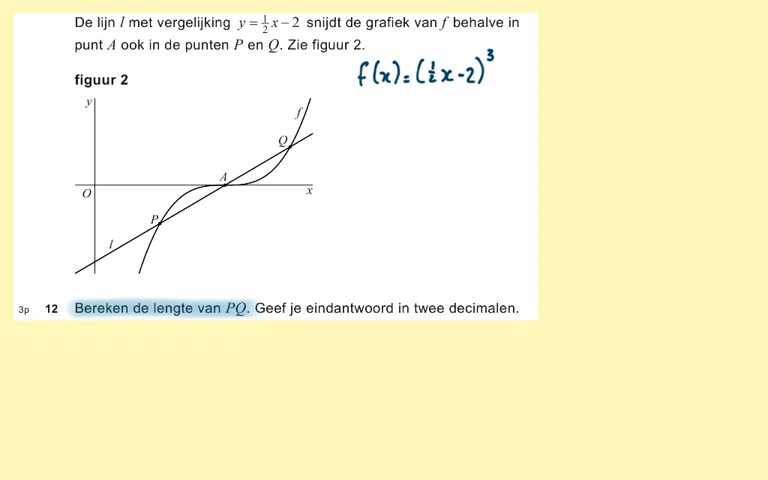 De lijn l met vergelijking y = ½x − 2 snijdt de grafiek van f behalve in
punt A ook in de punten P en Q. Zie figuur 2.
f(x) = (½x - 2)³
figuur 2
y
f
Q
A
O
x
P
l
3p 12 Bereken de lengte van PQ. Geef je eindantwoord in twee decimalen.